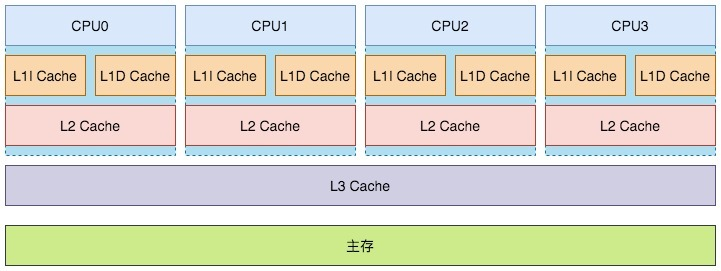 CPU0 CPU1 CPU2 CPU3
L1I Cache L1D Cache L1I Cache L1D Cache L1I Cache L1D Cache L1I Cache L1D Cache
L2 Cache L2 Cache L2 Cache L2 Cache
L3 Cache
主存